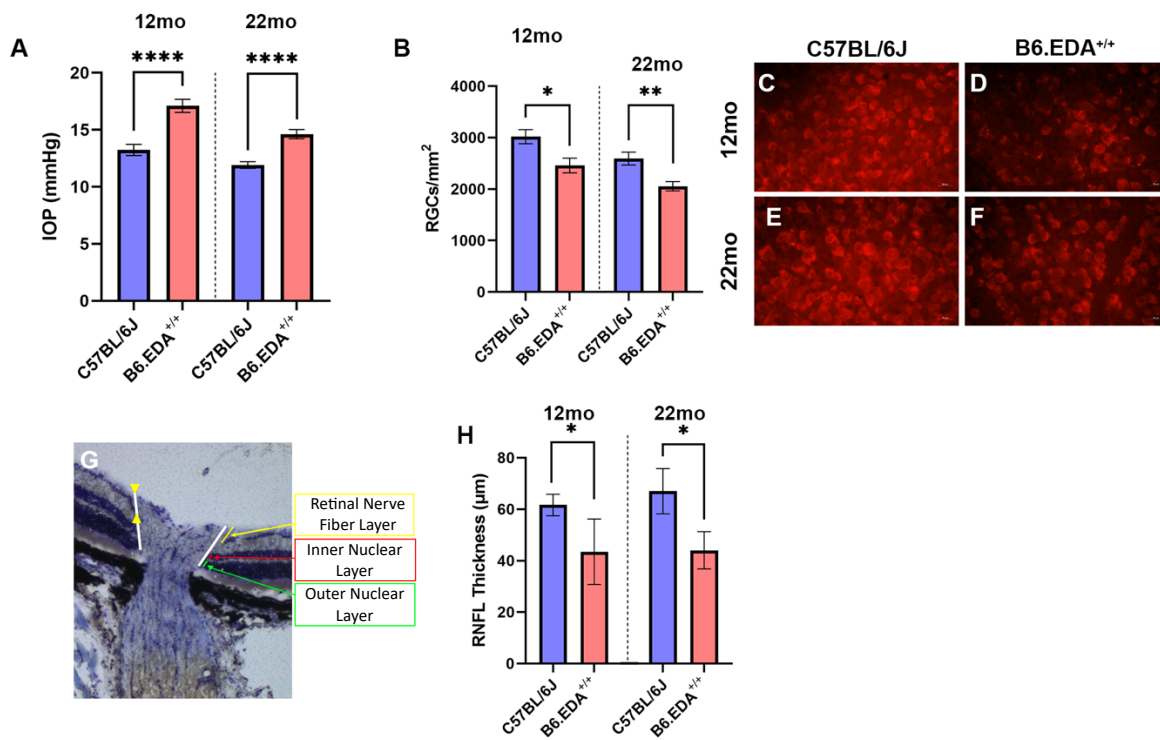 A
12mo
22mo
****
****
20
15
10
5
0
IOP (mmHg)
C57BL/6J
B6.EDA+/+
C57BL/6J
B6.EDA+/+
B
12mo
22mo
*
**
4000
3000
2000
1000
0
RGCs/mm2
C57BL/6J
B6.EDA+/+
C57BL/6J
B6.EDA+/+
C57BL/6J
B6.EDA+/+
12mo
22mo
C
D
E
F
G
Retinal Nerve
Fiber Layer
Inner Nuclear
Layer
Outer Nuclear
Layer
H
12mo
22mo
*
*
80
60
40
20
0
RNFL Thickness (μm)
C57BL/6J
B6.EDA+/+
C57BL/6J
B6.EDA+/+